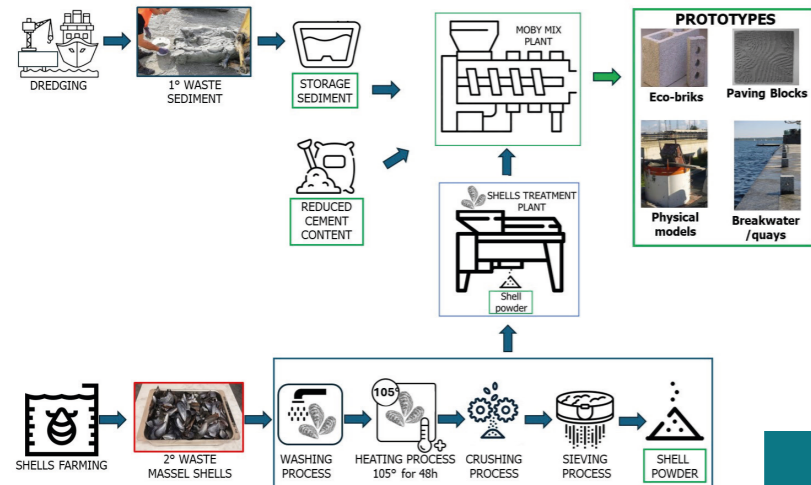 DREDGING
1° WASTE
SEDIMENT
STORAGE
SEDIMENT
REDUCED
CEMENT
CONTENT
MOBY MIX
PLANT
PROTOTYPES
Eco-briks
Paving Blocks
Physical
models
Breakwater
/quays
SHELLS TREATMENT
PLANT
Shell
powder
SHELLS FARMING
2° WASTE
MASSEL SHELLS
WASHING
PROCESS
105°
HEATING PROCESS
105° for 48h
CRUSHING
PROCESS
SIEVING
PROCESS
SHELL
POWDER